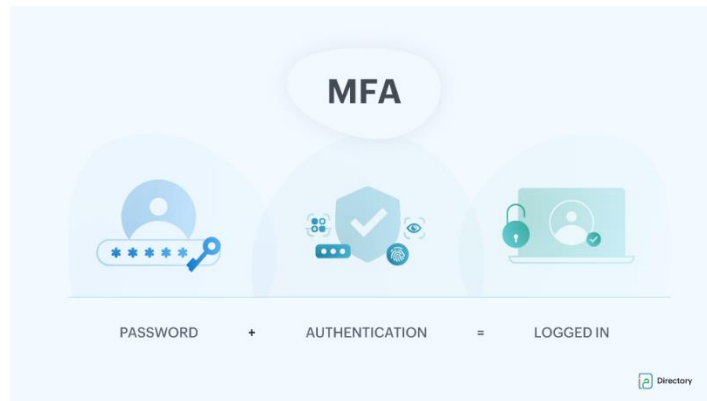 MFA
*****
PASSWORD + AUTHENTICATION = LOGGED IN
Directory